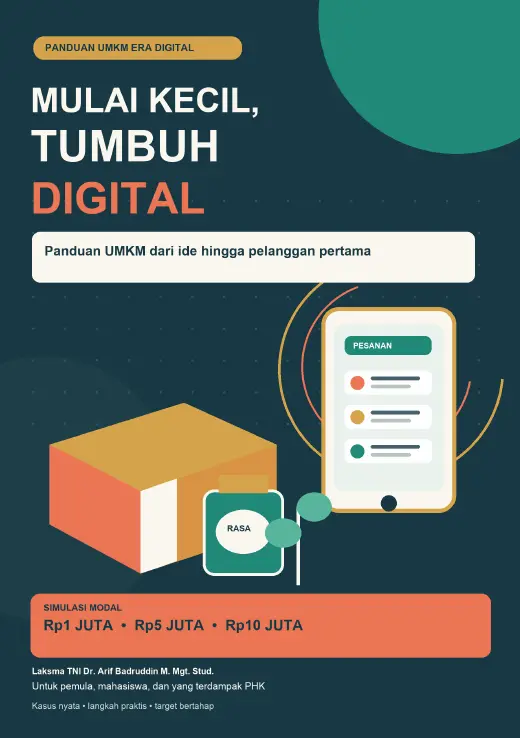 PANDUAN UMKM ERA DIGITAL
MULAI KECIL,
TUMBUH
DIGITAL
Panduan UMKM dari ide hingga pelanggan pertama
PESANAN
RASA
SIMULASI MODAL
Rp1 JUTA • Rp5 JUTA • Rp10 JUTA
Laksma TNI Dr. Arif Badruddin M. Mgt. Stud.
Untuk pemula, mahasiswa, dan yang terdampak PHK
Kasus nyata • langkah praktis • target bertahap